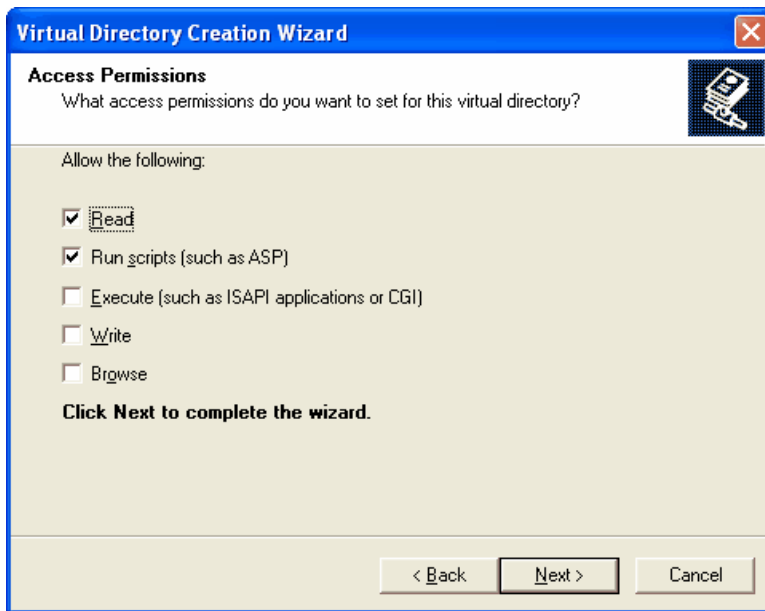 Virtual Directory Creation Wizard
Access Permissions
What access permissions do you want to set for this virtual directory?
Allow the following:
Read
Run scripts (such as ASP)
Execute (such as ISAPI applications or CGI)
Write
Browse
Click Next to complete the wizard.
< Back Next > Cancel